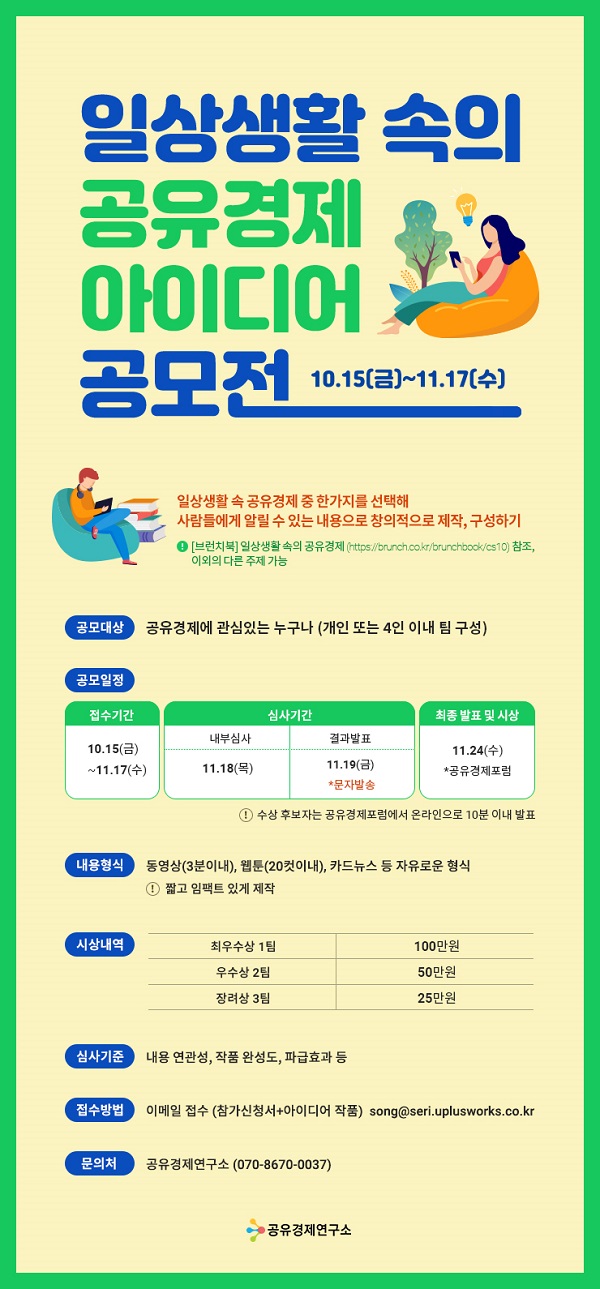 일상생활 속의
공유경제
아이디어
공모전 10.15(금)~11.17(수)
일상생활 속 공유경제 중 한가지를 선택해
사람들에게 알릴 수 있는 내용으로 창의적으로 제작, 구성하기
! [브런치북] 일상생활 속의 공유경제 (https://brunch.co.kr/brunchbook/cs10) 참조,
이외의 다른 주제 가능
공모대상 공유경제에 관심있는 누구나 (개인 또는 4인 이내 팀 구성)
공모일정
접수기간 심사기간 최종 발표 및 시상
내부심사 결과발표
10.15(금)
~11.17(수)
11.18(목)
11.19(금)
*문자발송
11.24(수)
*공유경제포럼
! 수상 후보자는 공유경제포럼에서 온라인으로 10분 이내 발표
내용형식 동영상(3분이내), 웹툰(20컷이내), 카드뉴스 등 자유로운 형식
! 짧고 임팩트 있게 제작
시상내역 최우수상 1팀 100만원
우수상 2팀 50만원
장려상 3팀 25만원
심사기준 내용 연관성, 작품 완성도, 파급효과 등
접수방법 이메일 접수 (참가신청서+아이디어 작품) song@seri.uplusworks.co.kr
문의처 공유경제연구소 (070-8670-0037)
공유경제연구소